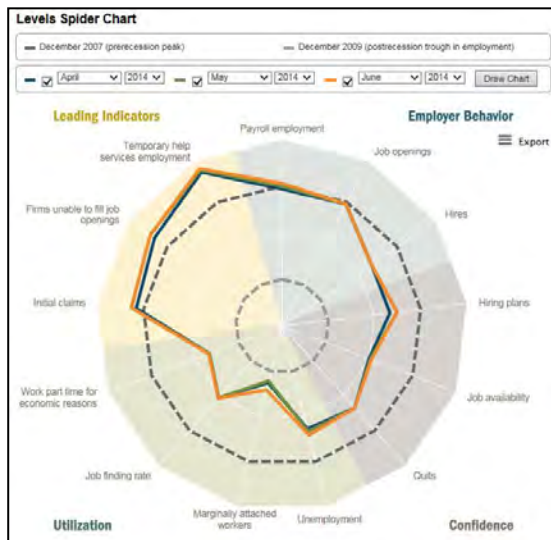 Levels Spider Chart
December 2007 (prerecession peak)
December 2009 (postrecession trough in employment)
April 2014 May 2014 June 2014 Draw Chart
Leading Indicators
Employer Behavior
Export
Payroll employment
Temporary help
services employment
Job openings
Firms unable to fill job
openings
Hires
Initial claims
Hiring plans
Work part time for
economic reasons
Job availability
Job finding rate
Quits
Marginally attached
workers
Unemployment
Utilization
Confidence